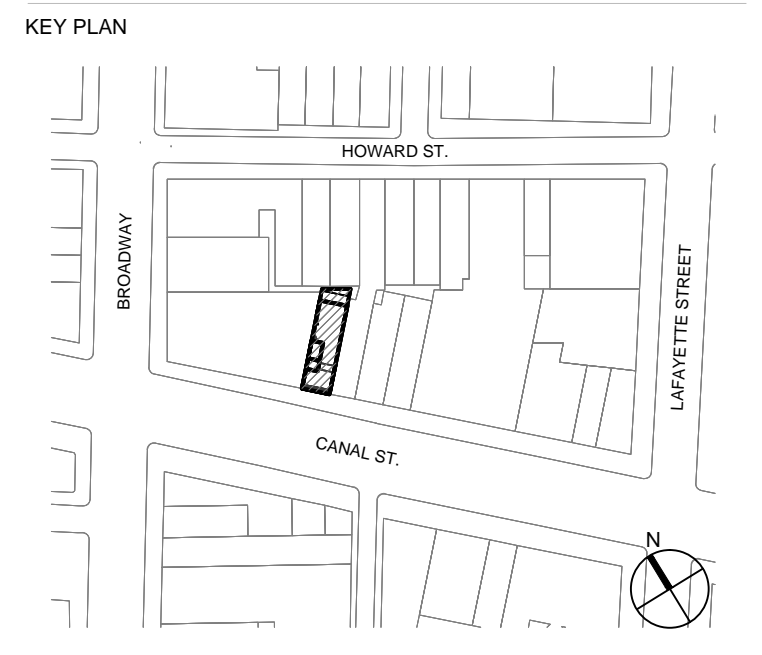 KEY PLAN
HOWARD ST.
BROADWAY
LAFAYETTE STREET
CANAL ST.
N